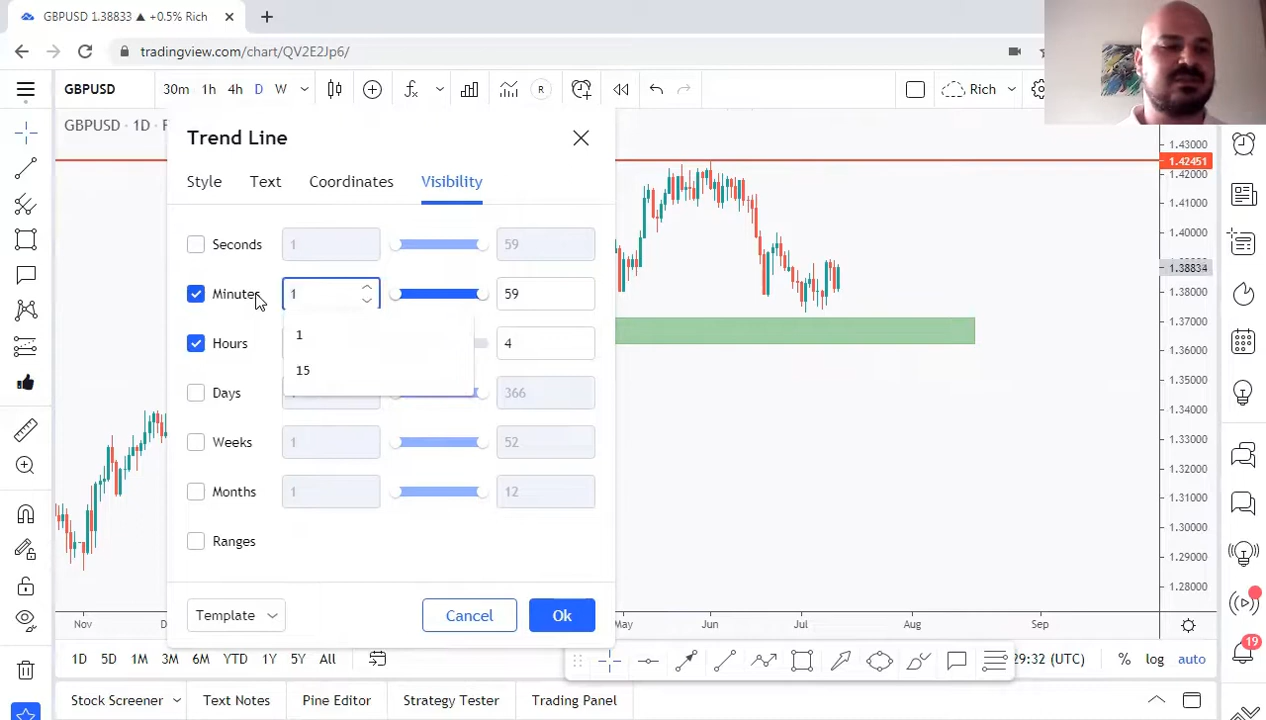 GBPUSD 1.38833 ▲ +0.5% Rich
tradingview.com/chart/QV2E2Jp6/
GBPUSD 30m 1h 4h D W
R
Rich
GBPUSD · 1D · F
Trend Line
Style Text Coordinates Visibility
Seconds 1 59
Minutes 1 59
1
15
Hours 4
Days 366
Weeks 1 52
Months 1 12
Ranges
Template Cancel Ok
1.43000
1.42451
1.42000
1.41000
1.40000
1.39000
1.38834
1.38000
1.37000
1.36000
1.35000
1.34000
1.33000
1.32000
1.31000
1.30000
1.29000
1.28000
Nov D May Jun Jul Aug Sep
1D 5D 1M 3M 6M YTD 1Y 5Y All
29:32 (UTC) % log auto
19
Stock Screener Text Notes Pine Editor Strategy Tester Trading Panel